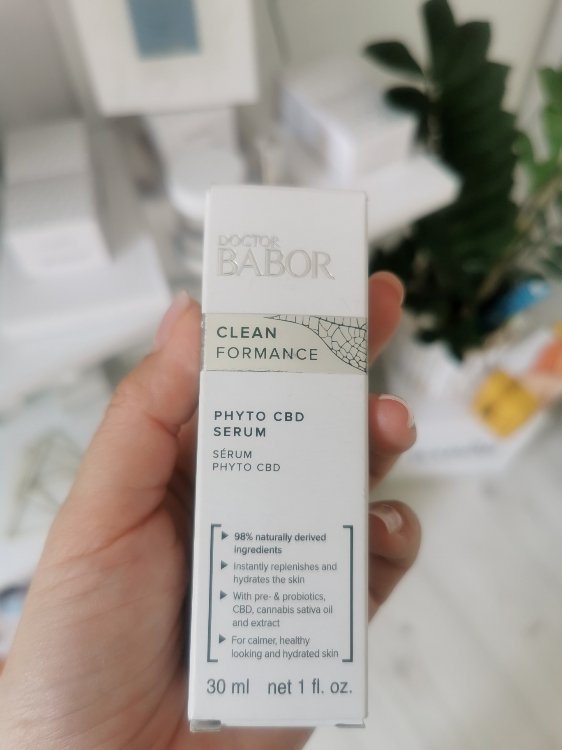 DOCTOR
BABOR
CLEAN
FORMANCE
PHYTO CBD
SERUM
SÉRUM
PHYTO CBD
98% naturally derived
ingredients
Instantly replenishes and
hydrates the skin
With pre- & probiotics,
CBD, cannabis sativa oil
and extract
For calmer, healthy
looking and hydrated skin
30 ml net 1 fl. oz.